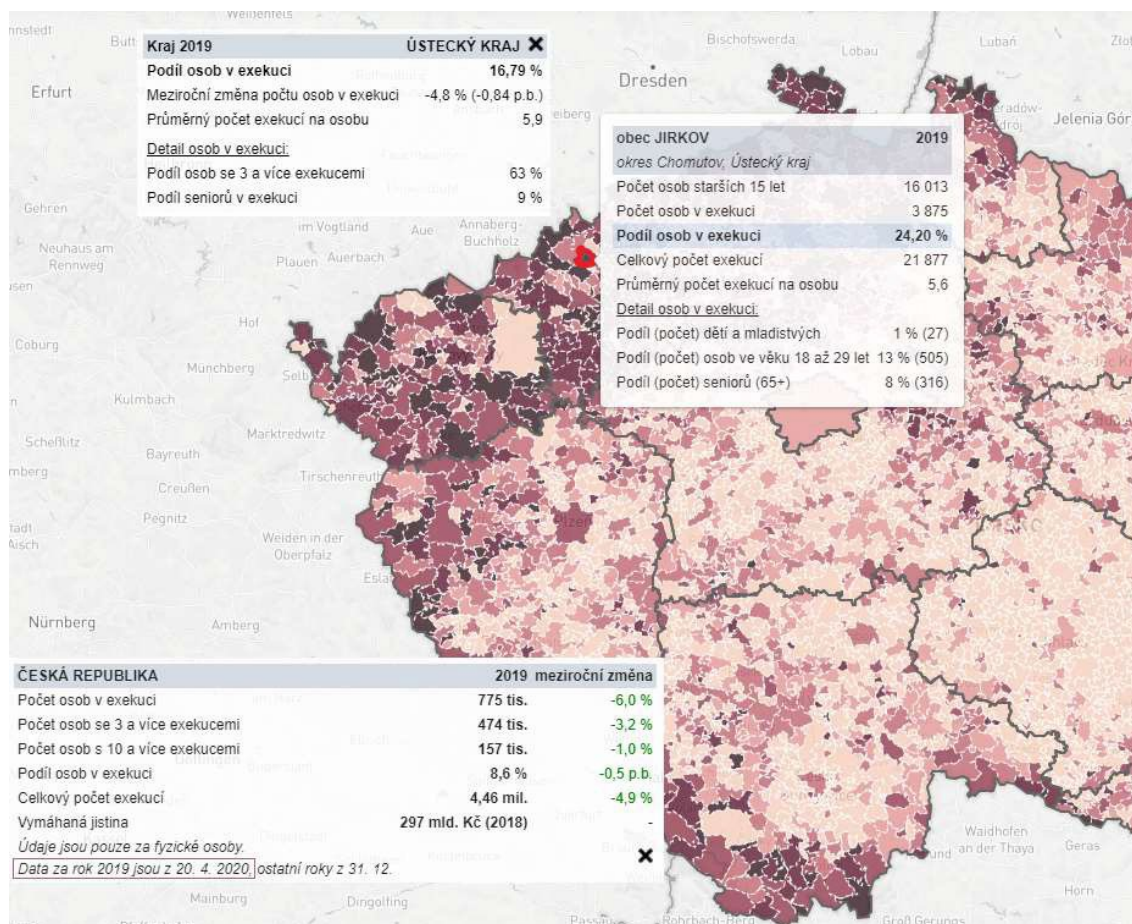 Kraj 2019 ÚSTECKÝ KRAJ
Podíl osob v exekuci 16,79 %
Meziroční změna počtu osob v exekuci -4,8 % (-0,84 p.b.)
Průměrný počet exekucí na osobu 5,9
Detail osob v exekuci:
Podíl osob se 3 a více exekucemi 63 %
Podíl seniorů v exekuci 9 %
obec JIRKOV 2019
okres Chomutov, Ústecký kraj
Počet osob starších 15 let 16 013
Počet osob v exekuci 3 875
Podíl osob v exekuci 24,20 %
Celkový počet exekucí 21 877
Průměrný počet exekucí na osobu 5,6
Detail osob v exekuci:
Podíl (počet) dětí a mladistvých 1 % (27)
Podíl (počet) osob ve věku 18 až 29 let 13 % (505)
Podíl (počet) seniorů (65+) 8 % (316)
Bischofswerda
Lobau
Lubań
Dresden
Erfurt
Jelenia Gór
Gehren
im Vogtland
Aue
Annaberg-
Buchholz
Neuhaus am
Rennweg
Plauen
Auerbach
Hof
Coburg
Münchberg
Selb
Kulmbach
Scheßlitz
Marktredwitz
mberg
Bayreuth
Tirschenreuth
Creußen
Pegnitz
Weiden in der
Oberpfalz
Plzeň
Nürnberg
Amberg
ČESKÁ REPUBLIKA 2019 meziroční změna
Počet osob v exekuci 775 tis. -6,0 %
Počet osob se 3 a více exekucemi 474 tis. -3,2 %
Počet osob s 10 a více exekucemi 157 tis. -1,0 %
Podíl osob v exekuci 8,6 % -0,5 p.b.
Celkový počet exekucí 4,46 mil. -4,9 %
Vymáhaná jistina 297 mld. Kč (2018) -
Údaje jsou pouze za fyzické osoby.
Data za rok 2019 jsou z 20. 4. 2020, ostatní roky z 31. 12.
Waidhofen
an der Thaya
Geras
Horn
Mainburg
Dingolfing
Passau
Rohrbach-Berg
Groß Gerungs